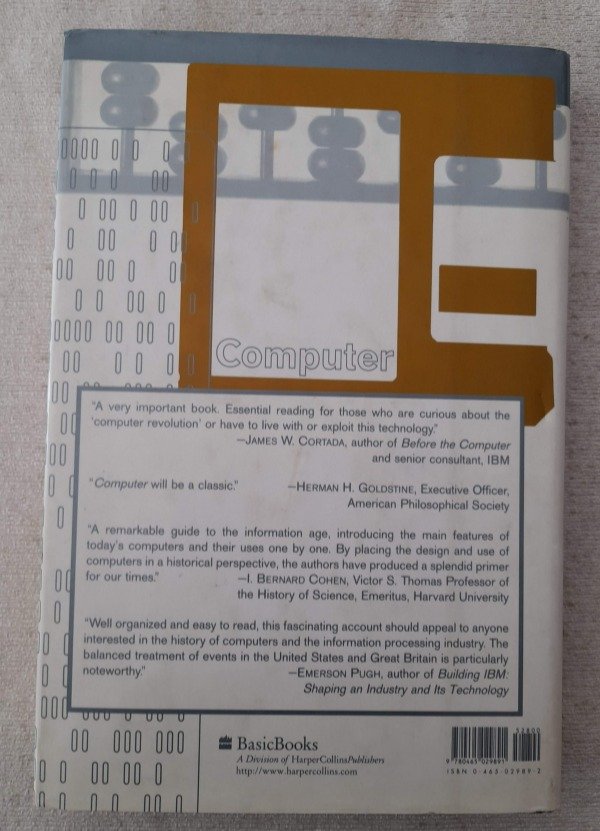 Computer
"A very important book. Essential reading for those who are curious about the
'computer revolution' or have to live with or exploit this technology."
—JAMES W. CORTADA, author of Before the Computer
and senior consultant, IBM
"Computer will be a classic." —HERMAN H. GOLDSTINE, Executive Officer,
American Philosophical Society
"A remarkable guide to the information age, introducing the main features of
today's computers and their uses one by one. By placing the design and use of
computers in a historical perspective, the authors have produced a splendid primer
for our times." —I. BERNARD COHEN, Victor S. Thomas Professor of
the History of Science, Emeritus, Harvard University
"Well organized and easy to read, this fascinating account should appeal to anyone
interested in the history of computers and the information processing industry. The
balanced treatment of events in the United States and Great Britain is particularly
noteworthy." —EMERSON PUGH, author of Building IBM:
Shaping an Industry and Its Technology
BasicBooks
A Division of HarperCollinsPublishers
http://www.harpercollins.com
52800
9 780465 029891
ISBN 0-465-02989-2